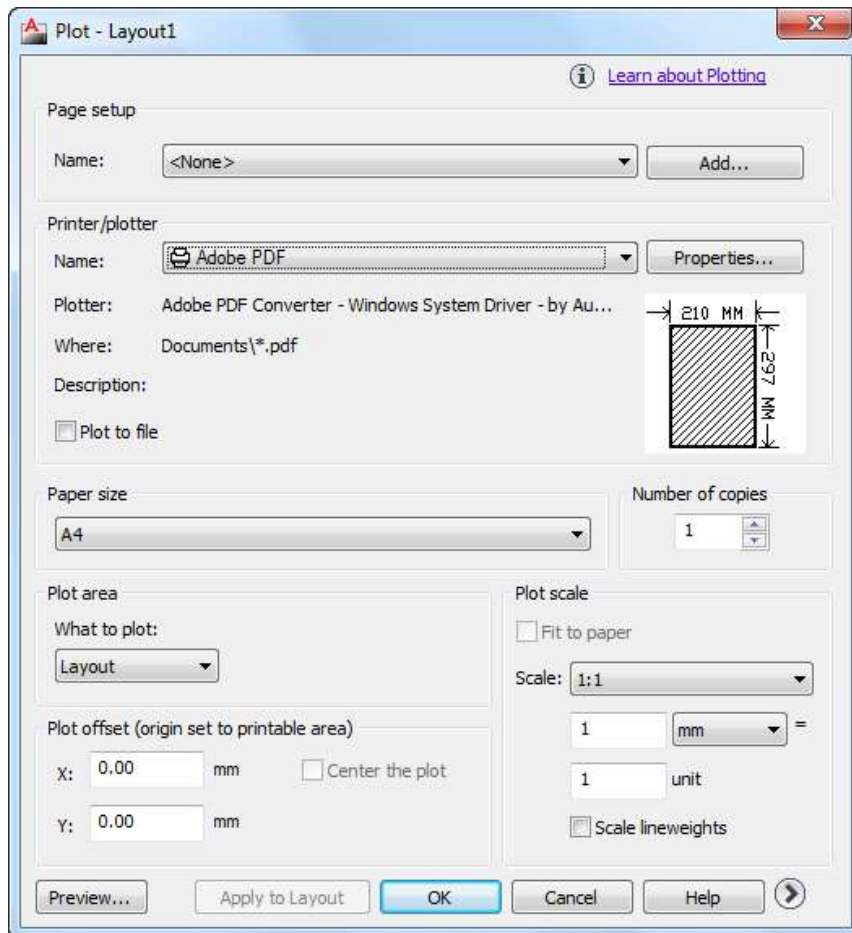 Plot - Layout1
Learn about Plotting
Page setup
Name: <None> Add...
Printer/plotter
Name: Adobe PDF Properties...
Plotter: Adobe PDF Converter - Windows System Driver - by Au...
Where: Documents\*.pdf
Description:
Plot to file
210 MM
297 MM
Paper size
A4
Number of copies
1
Plot area
What to plot:
Layout
Plot scale
Fit to paper
Scale: 1:1
1 mm =
1 unit
Scale lineweights
Plot offset (origin set to printable area)
X: 0.00 mm Center the plot
Y: 0.00 mm
Preview... Apply to Layout OK Cancel Help